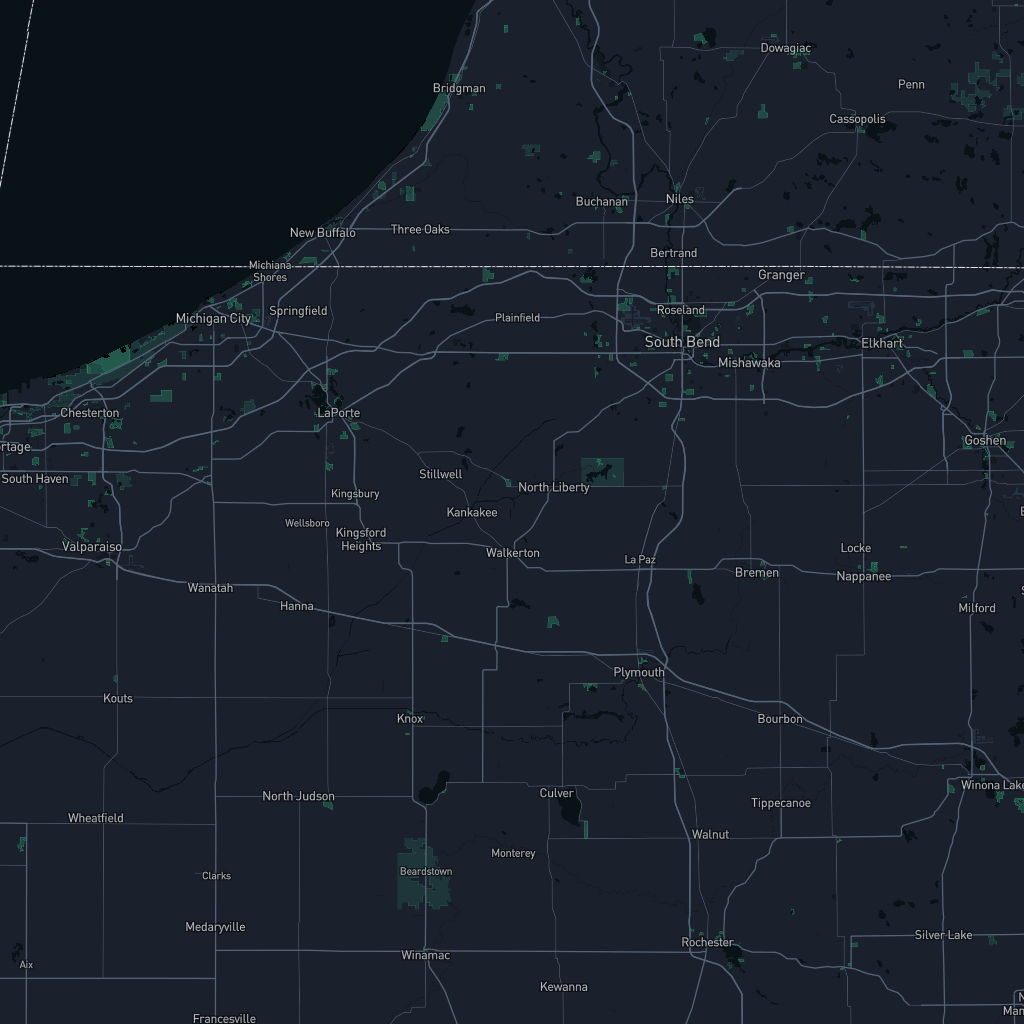 Dowagiac
Penn
Bridgman
Cassopolis
Buchanan
Niles
New Buffalo
Three Oaks
Bertrand
Michiana
Shores
Granger
Springfield
Roseland
Michigan City
Plainfield
South Bend
Elkhart
Mishawaka
Chesterton
LaPorte
Goshen
rtage
Stillwell
South Haven
North Liberty
Kingsbury
Kankakee
Wellsboro
Kingsford
Heights
Valparaiso
Walkerton
Locke
La Paz
Bremen
Nappanee
Wanatah
Hanna
Milford
Plymouth
Kouts
Knox
Bourbon
Winona Lake
North Judson
Culver
Tippecanoe
Wheatfield
Walnut
Monterey
Beardstown
Clarks
Medaryville
Silver Lake
Rochester
Winamac
Aix
Kewanna
N
Man
Francesville